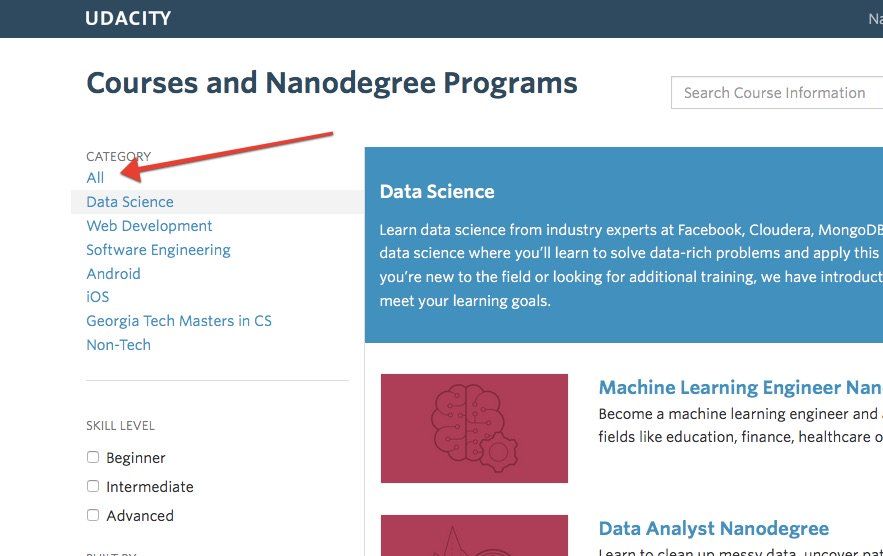 UDACITY
Na
Courses and Nanodegree Programs
Search Course Information
CATEGORY
All
Data Science
Web Development
Software Engineering
Android
iOS
Georgia Tech Masters in CS
Non-Tech
SKILL LEVEL
Beginner
Intermediate
Advanced
BUILT BY
Data Science
Learn data science from industry experts at Facebook, Cloudera, MongoDB
data science where you'll learn to solve data-rich problems and apply this
you're new to the field or looking for additional training, we have introduct
meet your learning goals.
Machine Learning Engineer Nan
Become a machine learning engineer and
fields like education, finance, healthcare o
Data Analyst Nanodegree
Learn to clean up messy data, uncover pat